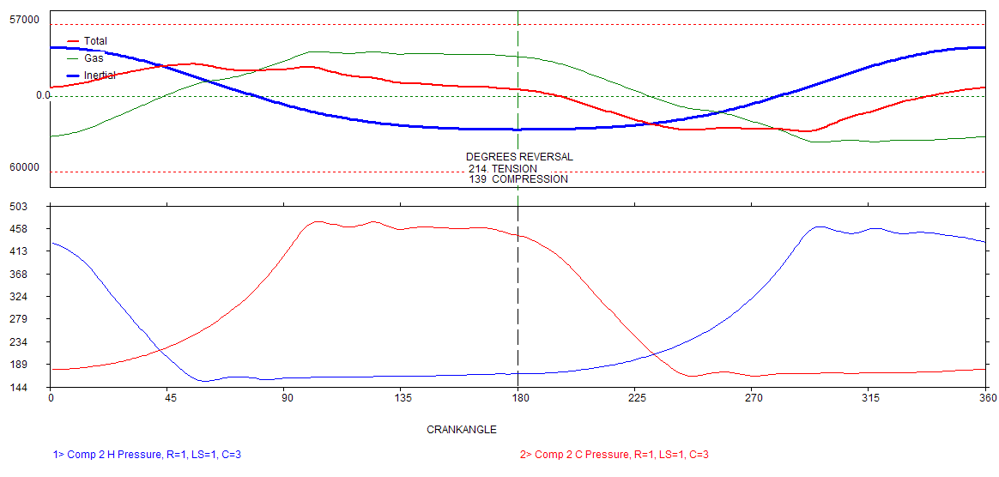 57000
Total
Gas
Inertial
0.0
DEGREES REVERSAL
60000
214 TENSION
139 COMPRESSION
503
458
413
368
324
279
234
189
144
0 45 90 135 180 225 270 315 360
CRANKANGLE
1> Comp 2 H Pressure, R=1, LS=1, C=3 2> Comp 2 C Pressure, R=1, LS=1, C=3